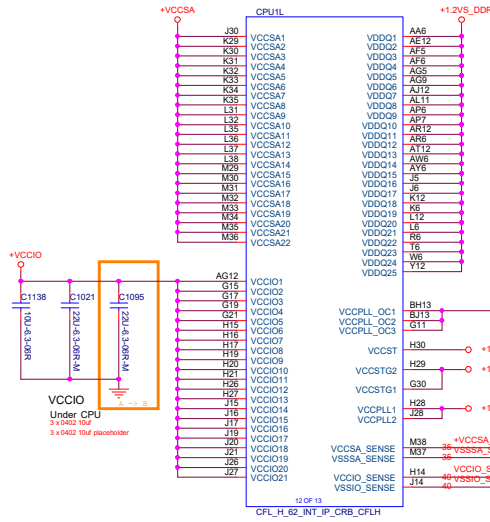 +VCCSA
CPU1L
+1.2VS_DDR
J30 VCCSA1 VDDQ1 AA6
K29 VCCSA2 VDDQ2 AE12
K30 VCCSA3 VDDQ3 AF5
K31 VCCSA4 VDDQ4 AF6
K32 VCCSA5 VDDQ5 AG5
K33 VCCSA6 VDDQ6 AG9
K34 VCCSA7 VDDQ7 AJ12
K35 VCCSA8 VDDQ8 AL11
L31 VCCSA9 VDDQ9 AP6
L32 VCCSA10 VDDQ10 AP7
L35 VCCSA11 VDDQ11 AR12
L36 VCCSA12 VDDQ12 AR6
L37 VCCSA13 VDDQ13 AT12
L38 VCCSA14 VDDQ14 AW6
M29 VCCSA15 VDDQ15 AY6
M30 VCCSA16 VDDQ16 J5
M31 VCCSA17 VDDQ17 J6
M32 VCCSA18 VDDQ18 K12
M33 VCCSA19 VDDQ19 K6
M34 VCCSA20 VDDQ20 L12
M35 VCCSA21 VDDQ21 L6
M36 VCCSA22 VDDQ22 R6
VDDQ23 T6
VDDQ24 W6
VDDQ25 Y12
+VCCIO
AG12 VCCIO1
G15 VCCIO2
G17 VCCIO3
G19 VCCIO4
G21 VCCIO5
H15 VCCIO6
H16 VCCIO7
H17 VCCIO8
H19 VCCIO9
H20 VCCIO10
H21 VCCIO11
H26 VCCIO12
H27 VCCIO13
J15 VCCIO14
J16 VCCIO15
J17 VCCIO16
J19 VCCIO17
J20 VCCIO18
J21 VCCIO19
J26 VCCIO20
J27 VCCIO21
VCCPLL_OC1 BH13
VCCPLL_OC2 BJ13
VCCPLL_OC3 G11
VCCST H30
VCCSTG2 H29
VCCSTG1 G30
VCCPLL1 H28
VCCPLL2 J28
VCCSA_SENSE M38 35 +VCCSA_
VSSSA_SENSE M37 35 VSSSA_S
VCCIO_SENSE H14 40 VCCIO_S
VSSIO_SENSE J14 40 VSSIO_S
C1138
10U-6.3-06R
C1021
22U-6.3-06R-M
C1095
22U-6.3-06R-M
A -> B
VCCIO
Under CPU
3 x 0402 10uf
3 x 0402 10uf placeholder
12 OF 13
CFL_H_62_INT_IP_CRB_CFLH